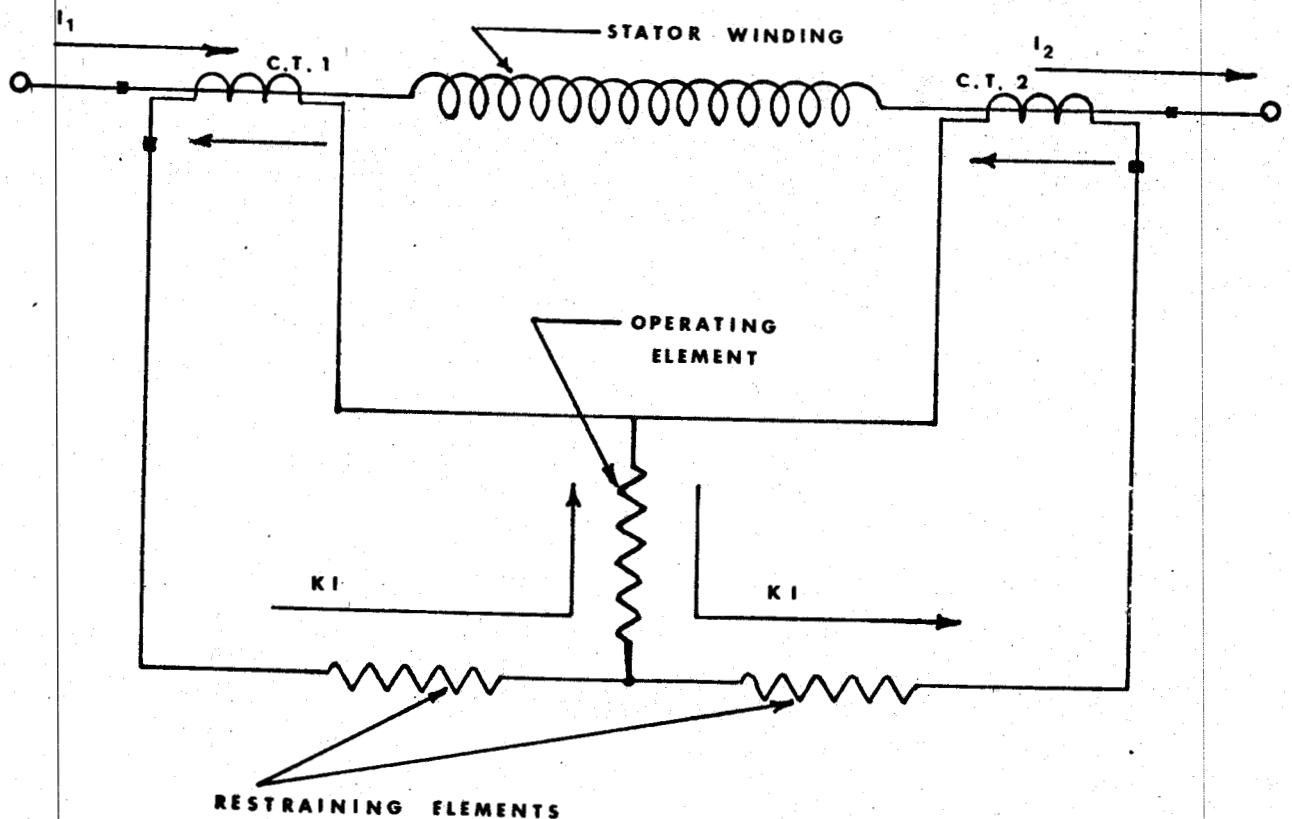 I1
STATOR WINDING
I2
C.T. 1
C.T. 2
OPERATING
ELEMENT
KI
KI
RESTRAINING ELEMENTS